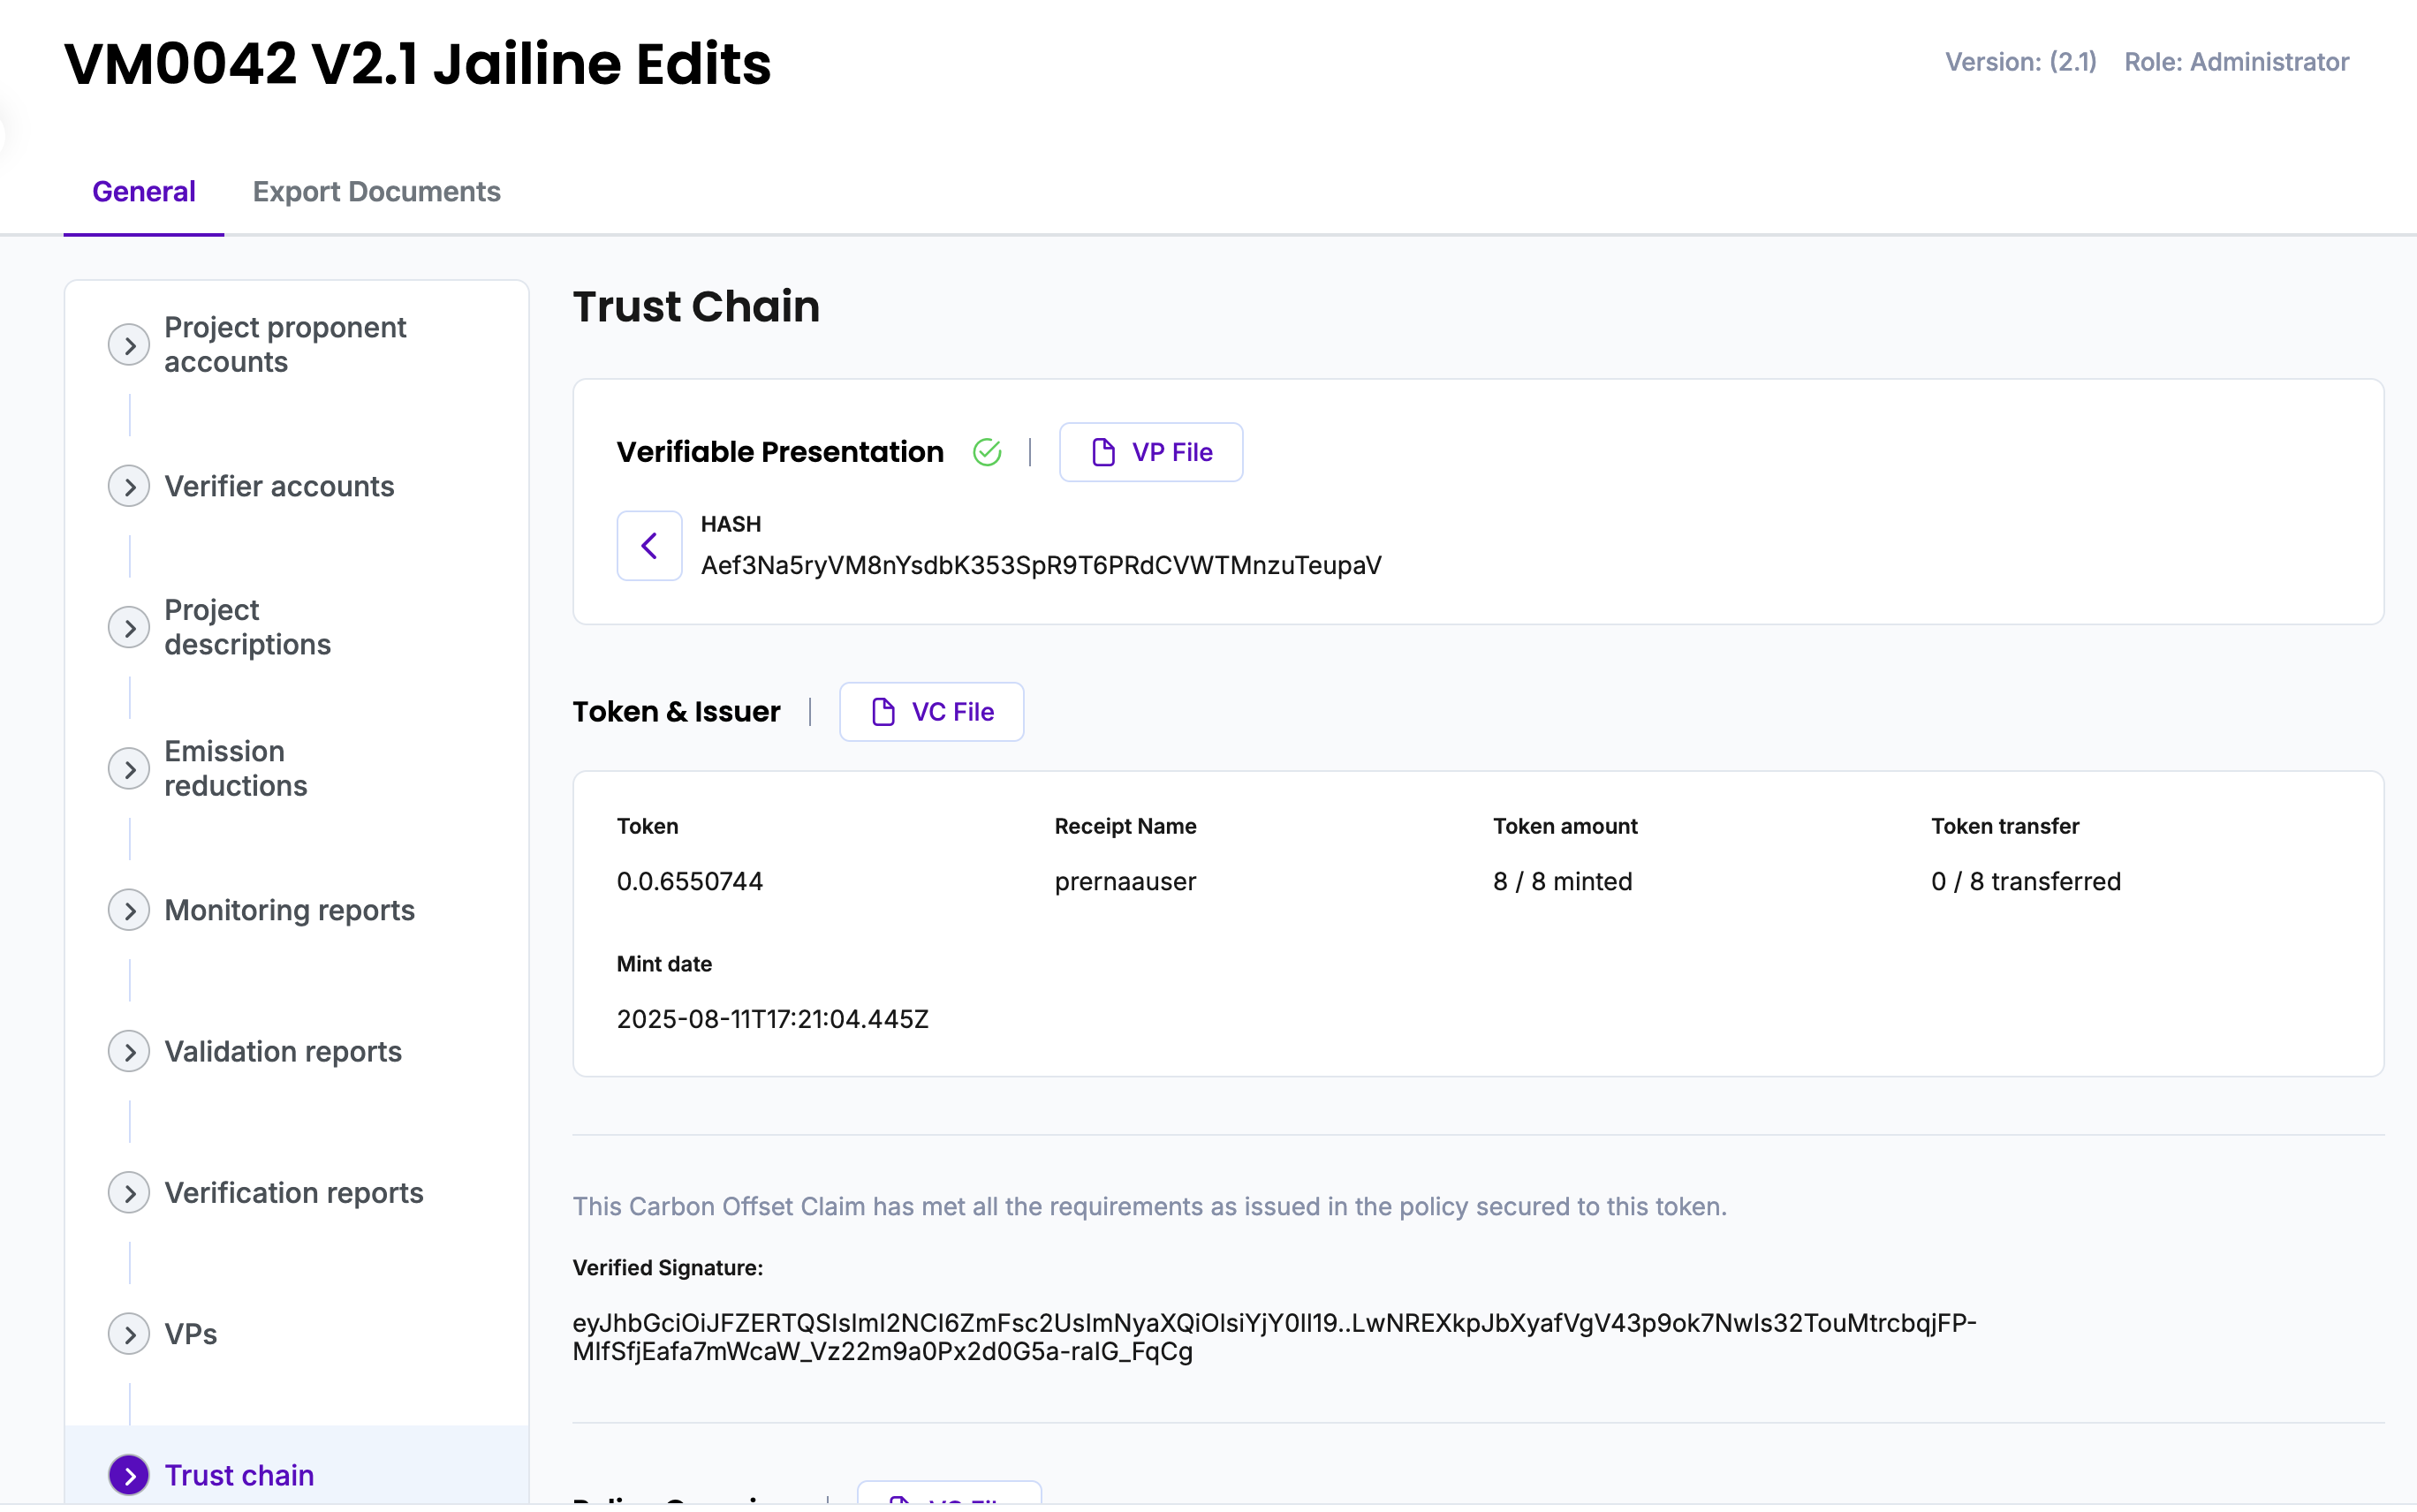 VM0042 V2.1 Jailine Edits
Version: (2.1) Role: Administrator
General
Export Documents
Project proponent
accounts
Verifier accounts
Project
descriptions
Emission
reductions
Monitoring reports
Validation reports
Verification reports
VPs
Trust chain
Trust Chain
Verifiable Presentation
VP File
HASH
Aef3Na5ryVM8nYsdbK353SpR9T6PRdCVWTMnzuTeupaV
Token & Issuer
VC File
Token
0.0.6550744
Receipt Name
prernaauser
Token amount
8 / 8 minted
Token transfer
0 / 8 transferred
Mint date
2025-08-11T17:21:04.445Z
This Carbon Offset Claim has met all the requirements as issued in the policy secured to this token.
Verified Signature:
eyJhbGciOiJFZERTQSIsImI2NCI6ZmFsc2UsImNyaXQiOlsiYjY0Il19..LwNREXkpJbXyafVgV43p9ok7NwIs32TouMtrcbqjFP-
MIfSfjEafa7mWcaW_Vz22m9a0Px2d0G5a-raIG_FqCg